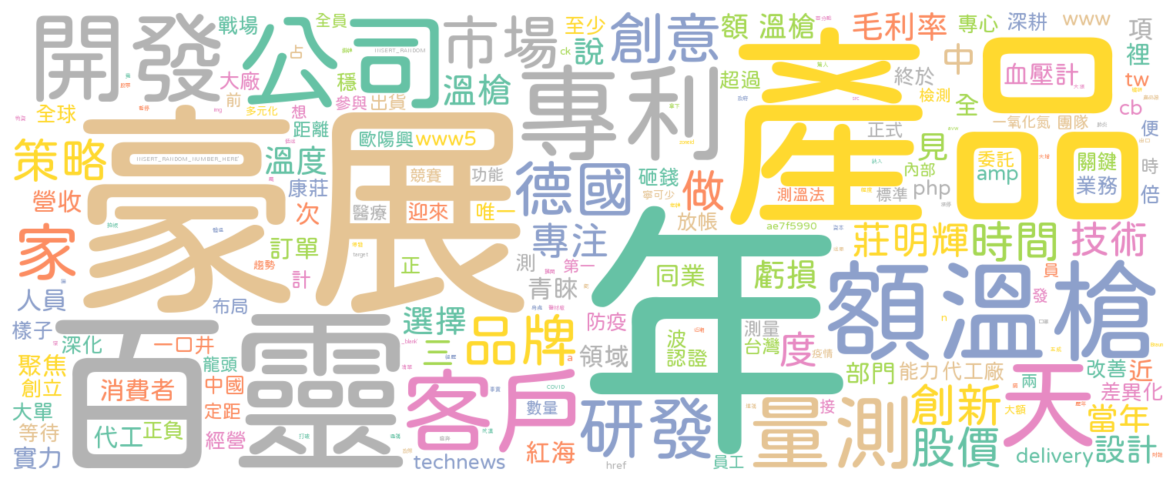 開發
戰場
公司
全員
市場
至少
說
創意
額
溫槍
毛利率
專心
深耕
www
項
裡
大廠
占
穩
溫槍
專利
超過
產品
終於
中
血壓計
tw
前
參與
出貨
檢測
全
cb
全球
多元化
想
距離
歐陽興
www5
正式
一氧化氮
團隊
便
策略
豪展
INSERT_RANDOM_NUMBER_HERE
溫度
競賽
功能
德國
砸錢
做
見
內部
委託
amp
關鍵
業務
時
倍
營收
康莊
次
醫療
迎來
唯一
寧可少
放帳
測溫法
標準
php
家
訂單
正
測
專注
第一
年
ae7f5990
莊明輝
時間
技術
趨勢
計
target
青睞
同業
虧損
額溫槍
員
發
人員
布局
樣子
深化
一口井
百靈
選擇
品牌
防疫
波
認證
測量
台灣
度
三
領域
疫情
聚焦
消費者
龍頭
中國
客戶
COVID
部門
能力
代工廠
天
兩
改善
近
差異化
創立
大單
代工
正負
定距
數量
研發
量測
接
創新
大額
當年
等待
經營
紅海
股價
實力
technews
href
員工
delivery
設計